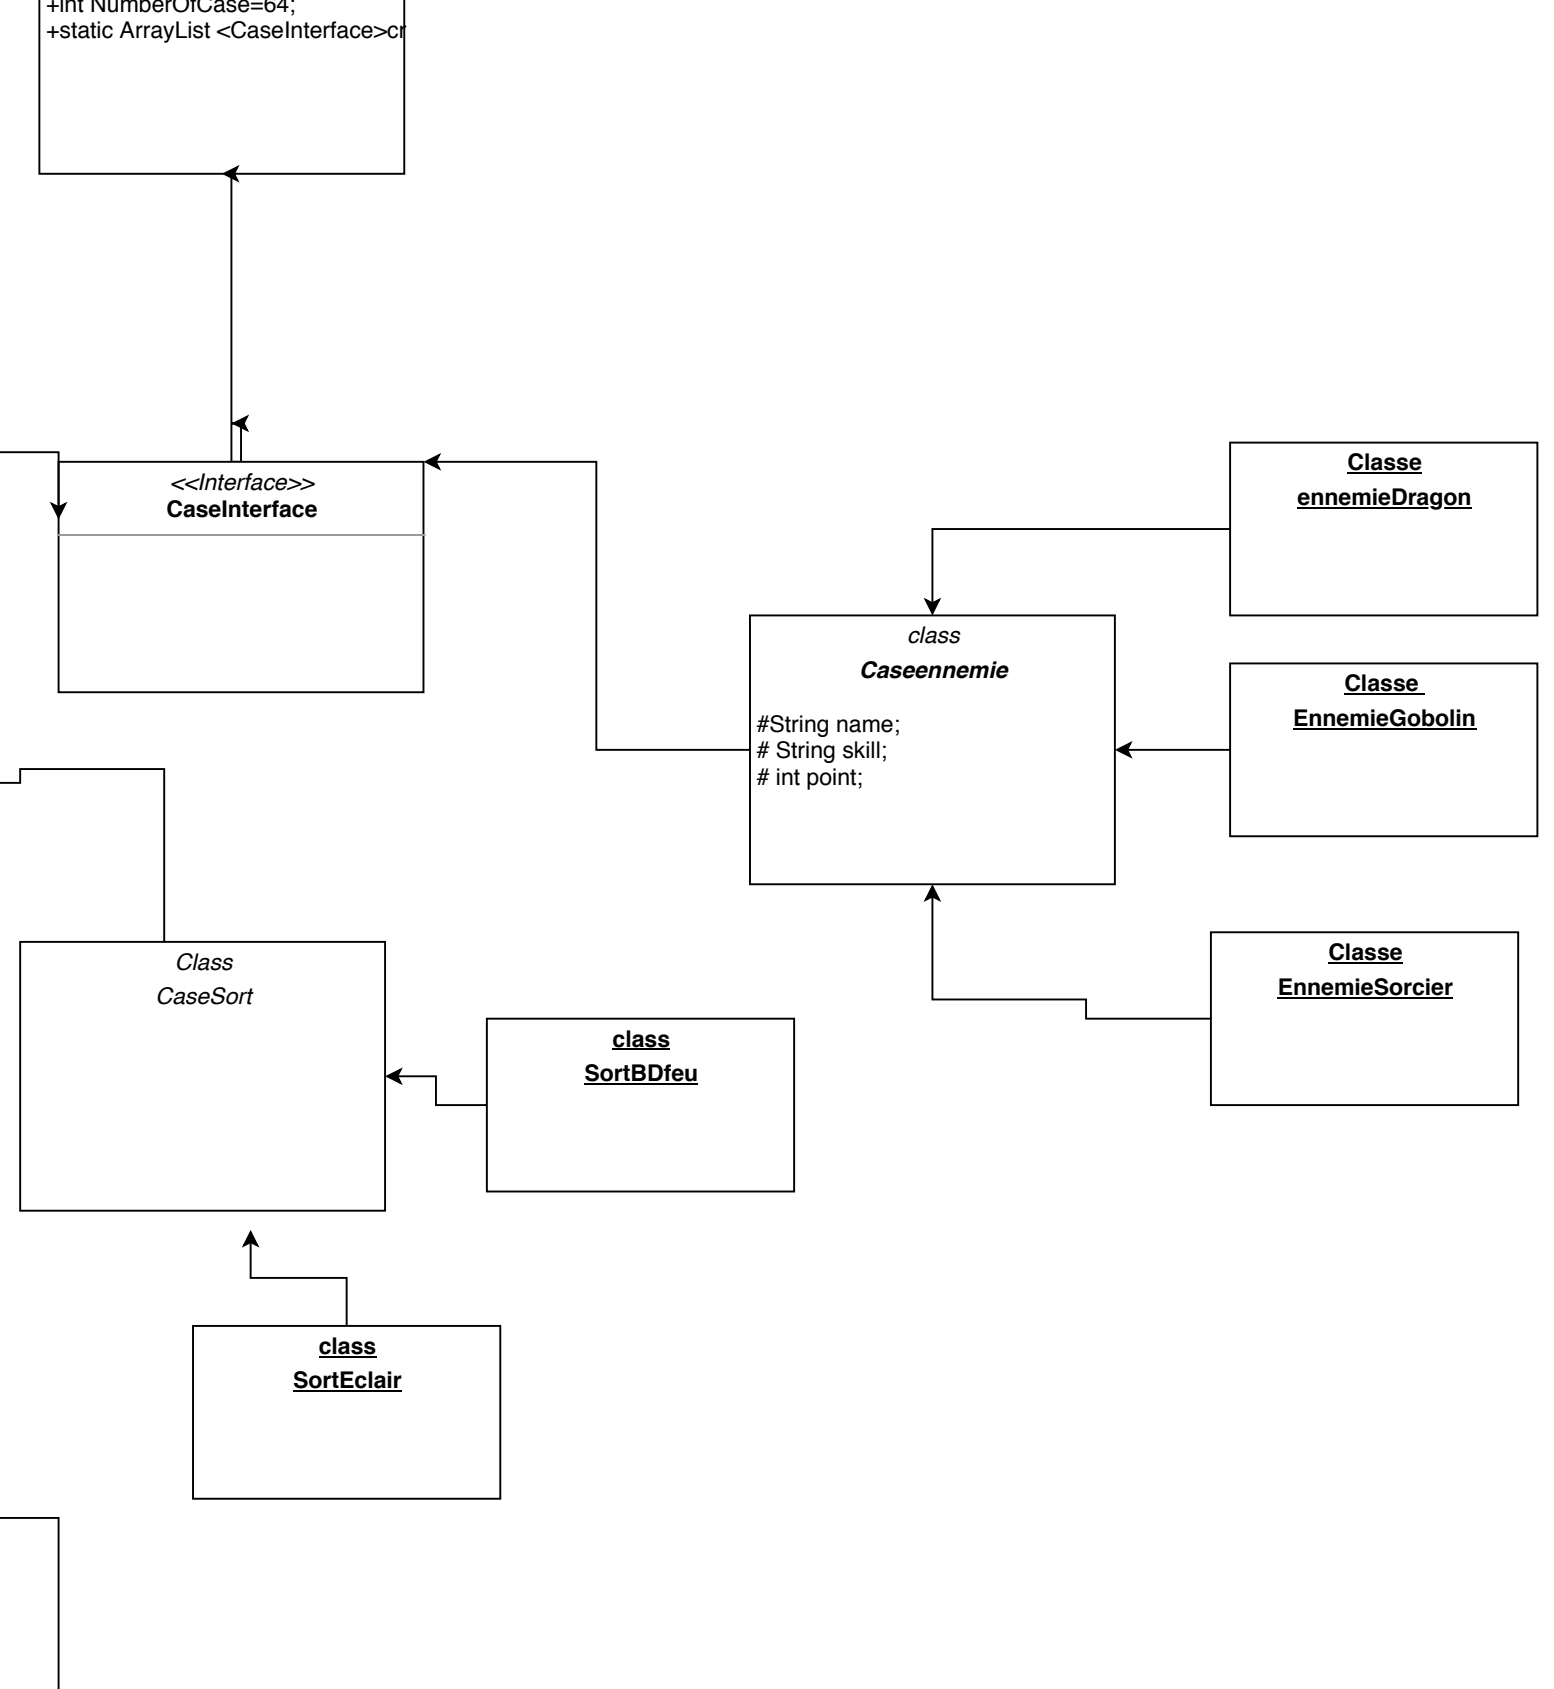 +int NumberOfCase=64;
+static ArrayList <CaseInterface>cr
<<Interface>>
CaseInterface
Classe
ennemieDragon
class
Caseennemie
#String name;
# String skill;
# int point;
Classe
EnnemieGobolin
Class
CaseSort
Classe
EnnemieSorcier
class
SortBDfeu
class
SortEclair